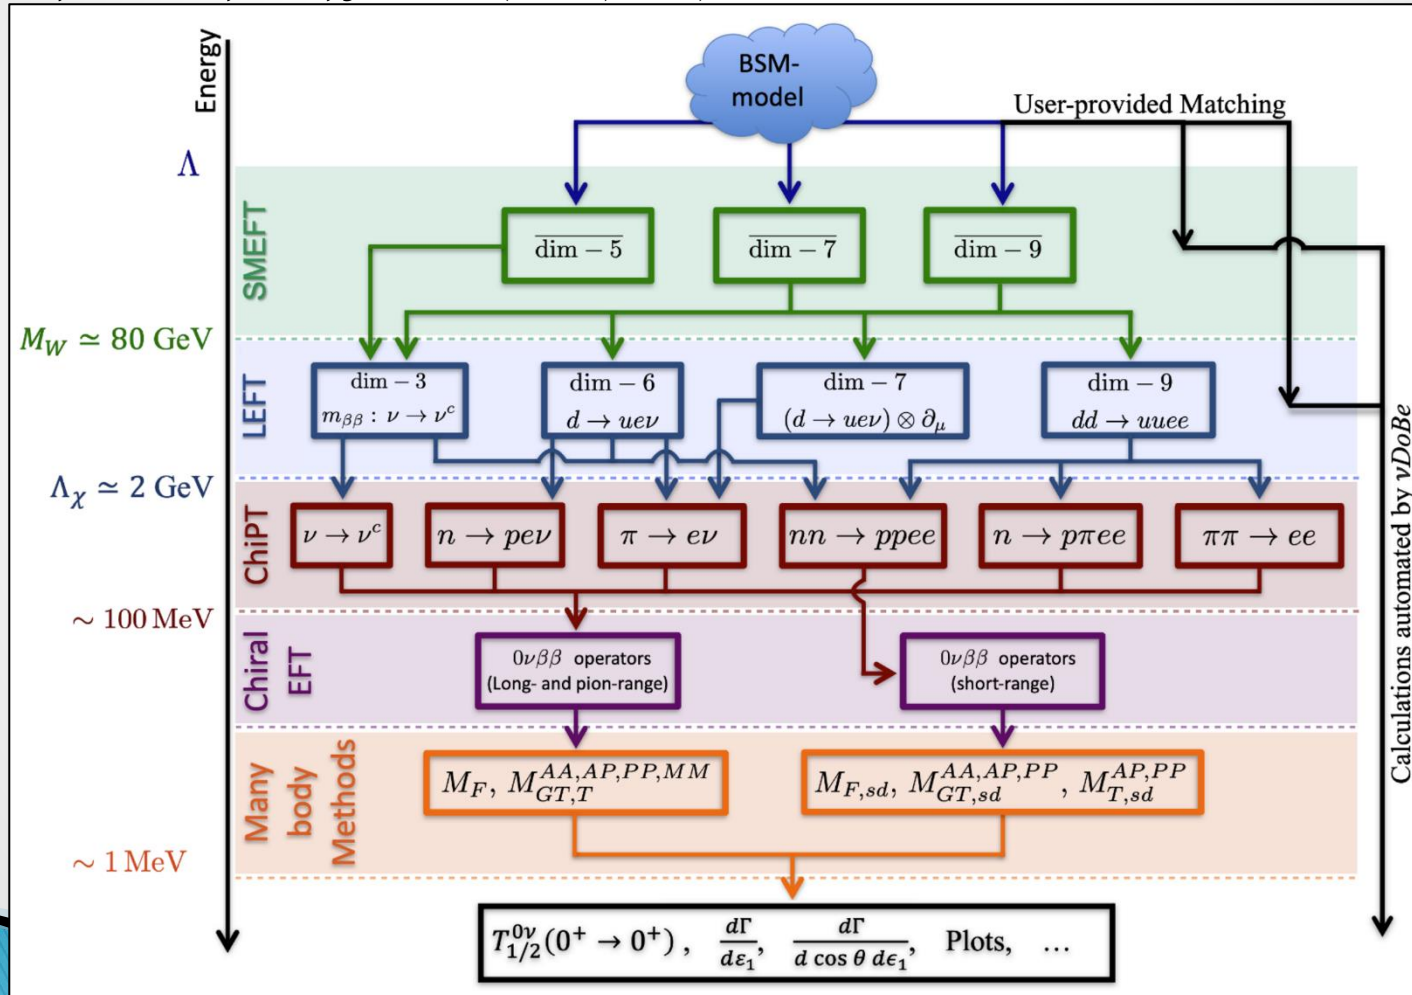 Energy
BSM-
model
User-provided Matching
Λ
SMEFT
dim − 5
dim − 7
dim − 9
M_W ≃ 80 GeV
LEFT
dim − 3
m_ββ : ν → ν^c
dim − 6
d → ueν
dim − 7
(d → ueν) ⊗ ∂_μ
dim − 9
dd → uuee
Λ_χ ≃ 2 GeV
ChiPT
ν → ν^c
n → peν
π → eν
nn → ppee
n → pπee
ππ → ee
~ 100 MeV
Chiral
EFT
0νββ operators
(Long- and pion-range)
0νββ operators
(short-range)
Many
body
Methods
M_F, M_{GT,T}^{AA,AP,PP,MM}
M_{F,sd}, M_{GT,sd}^{AA,AP,PP}, M_{T,sd}^{AP,PP}
~ 1 MeV
T_{1/2}^{0ν}(0⁺ → 0⁺), dΓ/dε₁, dΓ/d cos θ dϵ₁, Plots, ...
Calculations automated by νDoBe